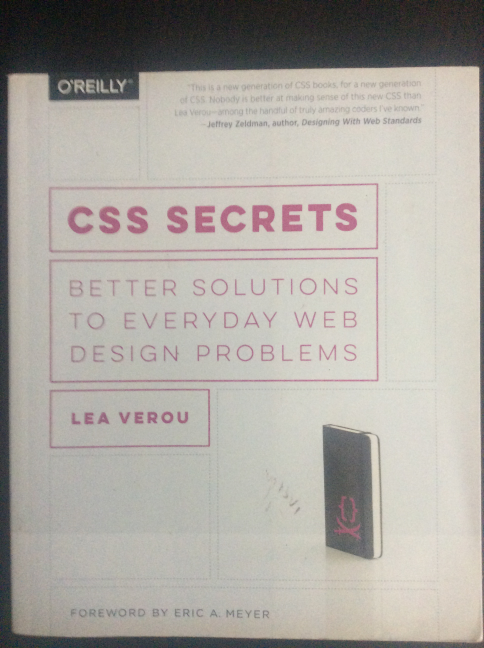 O'REILLY®
"This is a new generation of CSS books, for a new generation
of CSS. Nobody is better at making sense of this new CSS than
Lea Verou—among the handful of truly amazing coders I've known."
—Jeffrey Zeldman, author, Designing With Web Standards
CSS SECRETS
BETTER SOLUTIONS
TO EVERYDAY WEB
DESIGN PROBLEMS
LEA VEROU
FOREWORD BY ERIC A. MEYER